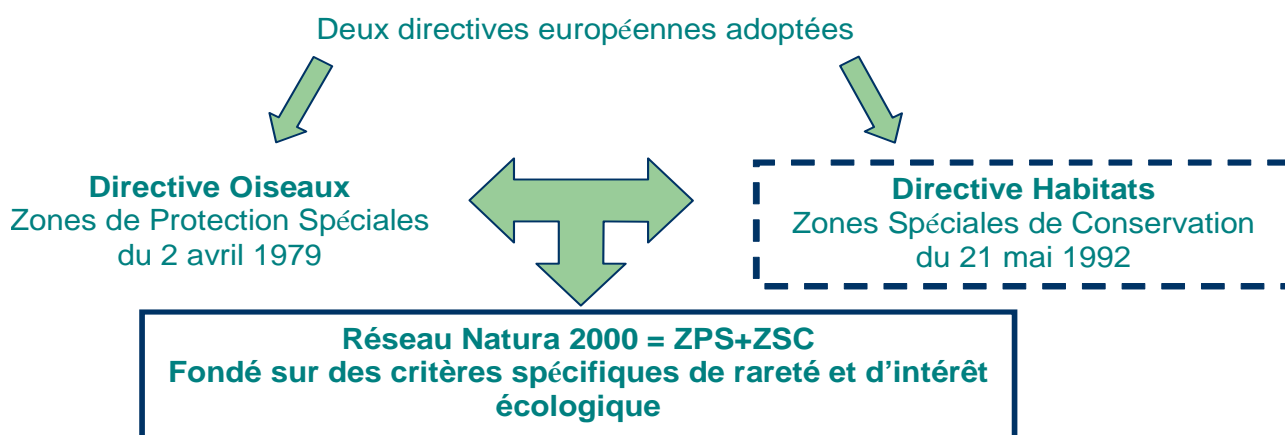 Deux directives européennes adoptées
Directive Oiseaux
Zones de Protection Spéciales
du 2 avril 1979
Directive Habitats
Zones Spéciales de Conservation
du 21 mai 1992
Réseau Natura 2000 = ZPS+ZSC
Fondé sur des critères spécifiques de rareté et d’intérêt
écologique